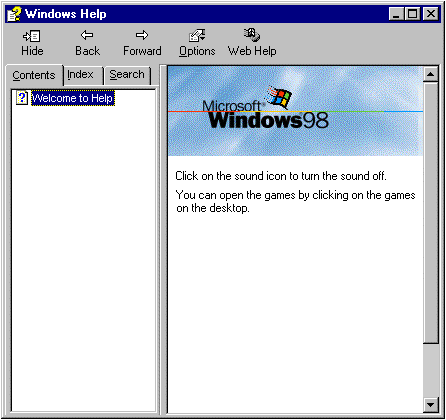 Windows Help
Hide Back Forward Options Web Help
Contents Index Search
Welcome to Help
Microsoft®
Windows98
Click on the sound icon to turn the sound off.
You can open the games by clicking on the games
on the desktop.